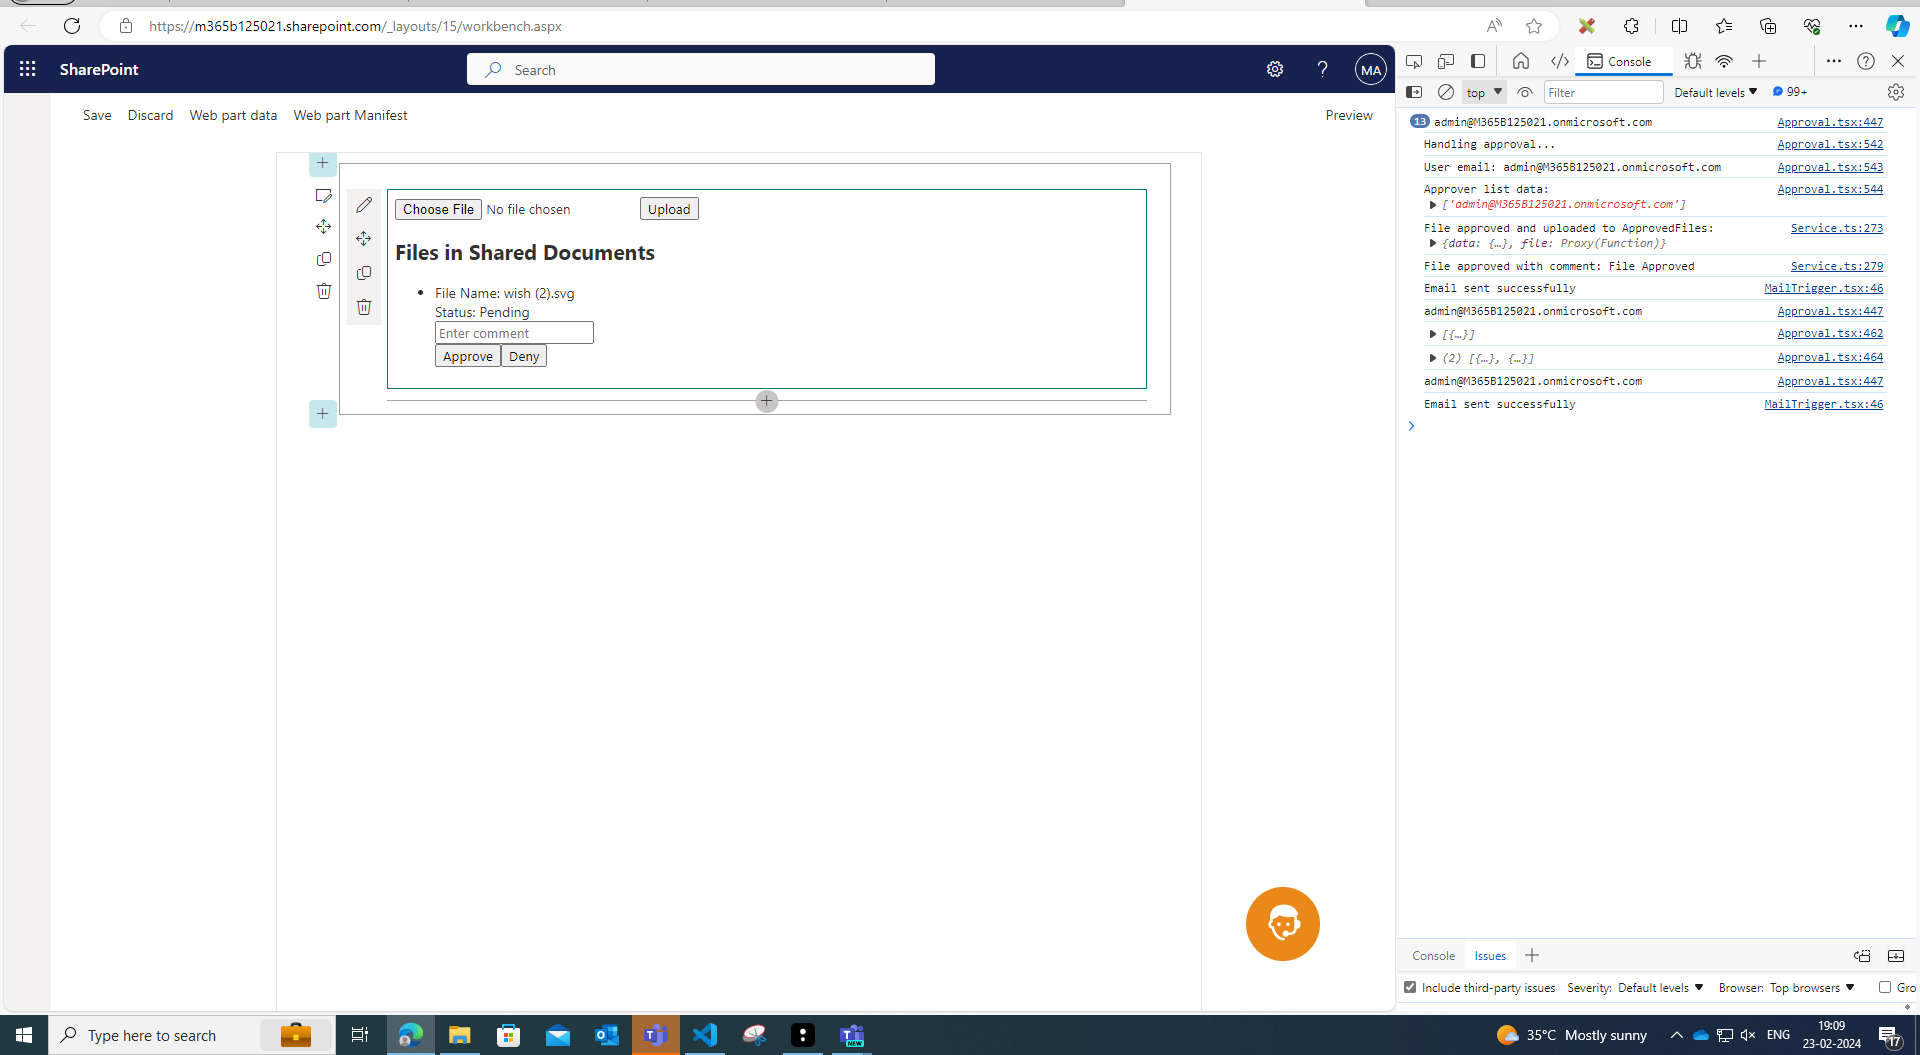 https://m365b125021.sharepoint.com/_layouts/15/workbench.aspx
SharePoint
Search
MA
Save Discard Web part data Web part Manifest Preview
Choose File No file chosen Upload
Files in Shared Documents
File Name: wish (2).svg
Status: Pending
Enter comment
Approve Deny
Console
top Filter Default levels 99+
13 admin@M365B125021.onmicrosoft.com Approval.tsx:447
Handling approval... Approval.tsx:542
User email: admin@M365B125021.onmicrosoft.com Approval.tsx:543
Approver list data: Approval.tsx:544
['admin@M365B125021.onmicrosoft.com']
File approved and uploaded to ApprovedFiles: Service.ts:273
{data: {…}, file: Proxy(Function)}
File approved with comment: File Approved Service.ts:279
Email sent successfully MailTrigger.tsx:46
admin@M365B125021.onmicrosoft.com Approval.tsx:447
[{…}] Approval.tsx:462
(2) [{…}, {…}] Approval.tsx:464
admin@M365B125021.onmicrosoft.com Approval.tsx:447
Email sent successfully MailTrigger.tsx:46
Console Issues
Include third-party issues Severity: Default levels Browser: Top browsers Gro
Type here to search
NEW
35°C Mostly sunny
ENG
19:09
23-02-2024
17